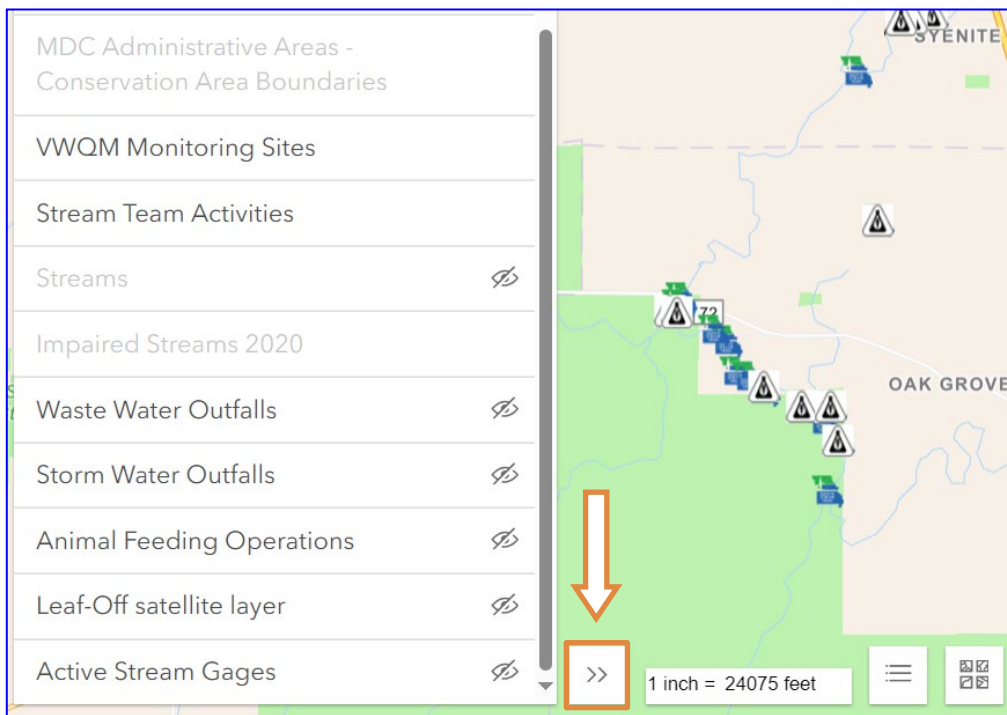 MDC Administrative Areas -
Conservation Area Boundaries
VWQM Monitoring Sites
Stream Team Activities
Streams
Impaired Streams 2020
Waste Water Outfalls
Storm Water Outfalls
Animal Feeding Operations
Leaf-Off satellite layer
Active Stream Gages
SYENITE
72
OAK GROVE
>>
1 inch = 24075 feet